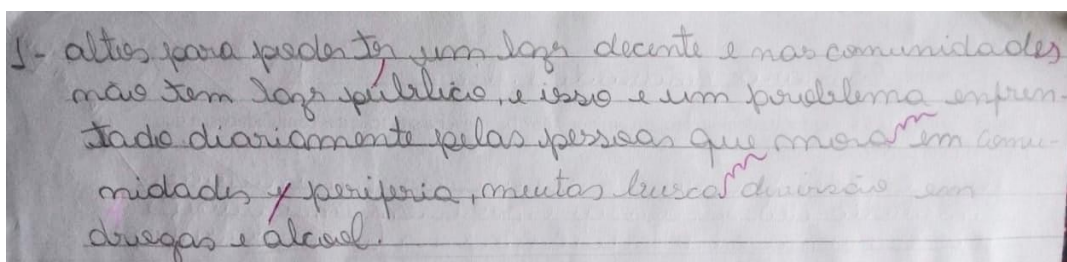 1- altos para poder ter um lazer decente e nas comunidades
não tem lazer público, e isso e um problema enfren-
tado diariamente pelas pessoas que moram em comu-
nidades e periferia, muitas buscam diversão em
drogas e álcool.